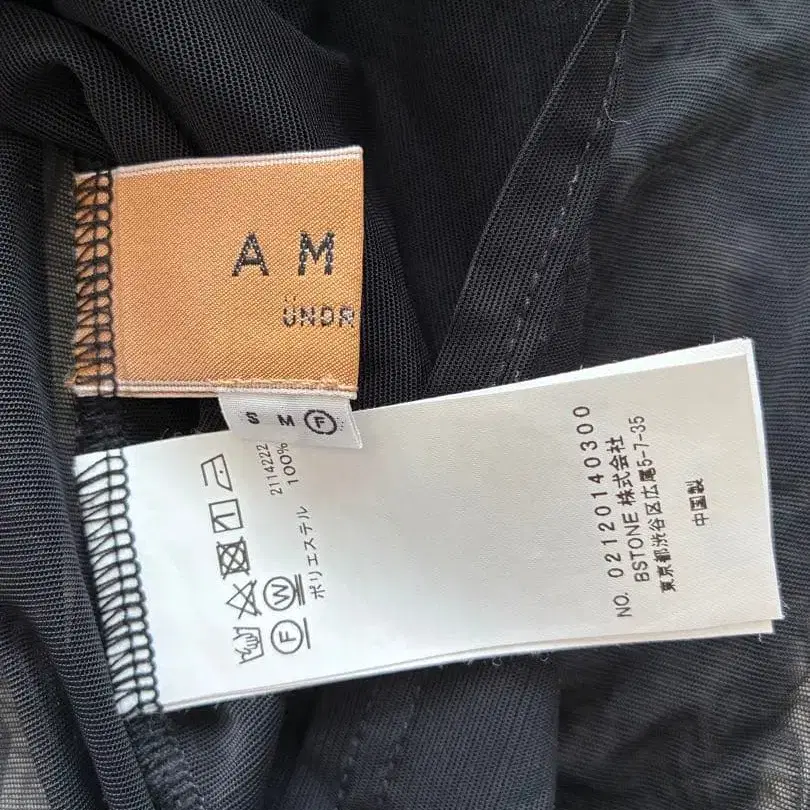 A M
ÜNDR
S M F
2114222
ポリエステル 100%
F W
NO. 02120140300
BSTONE 株式会社
東京都渋谷区広尾5-7-35
中国製